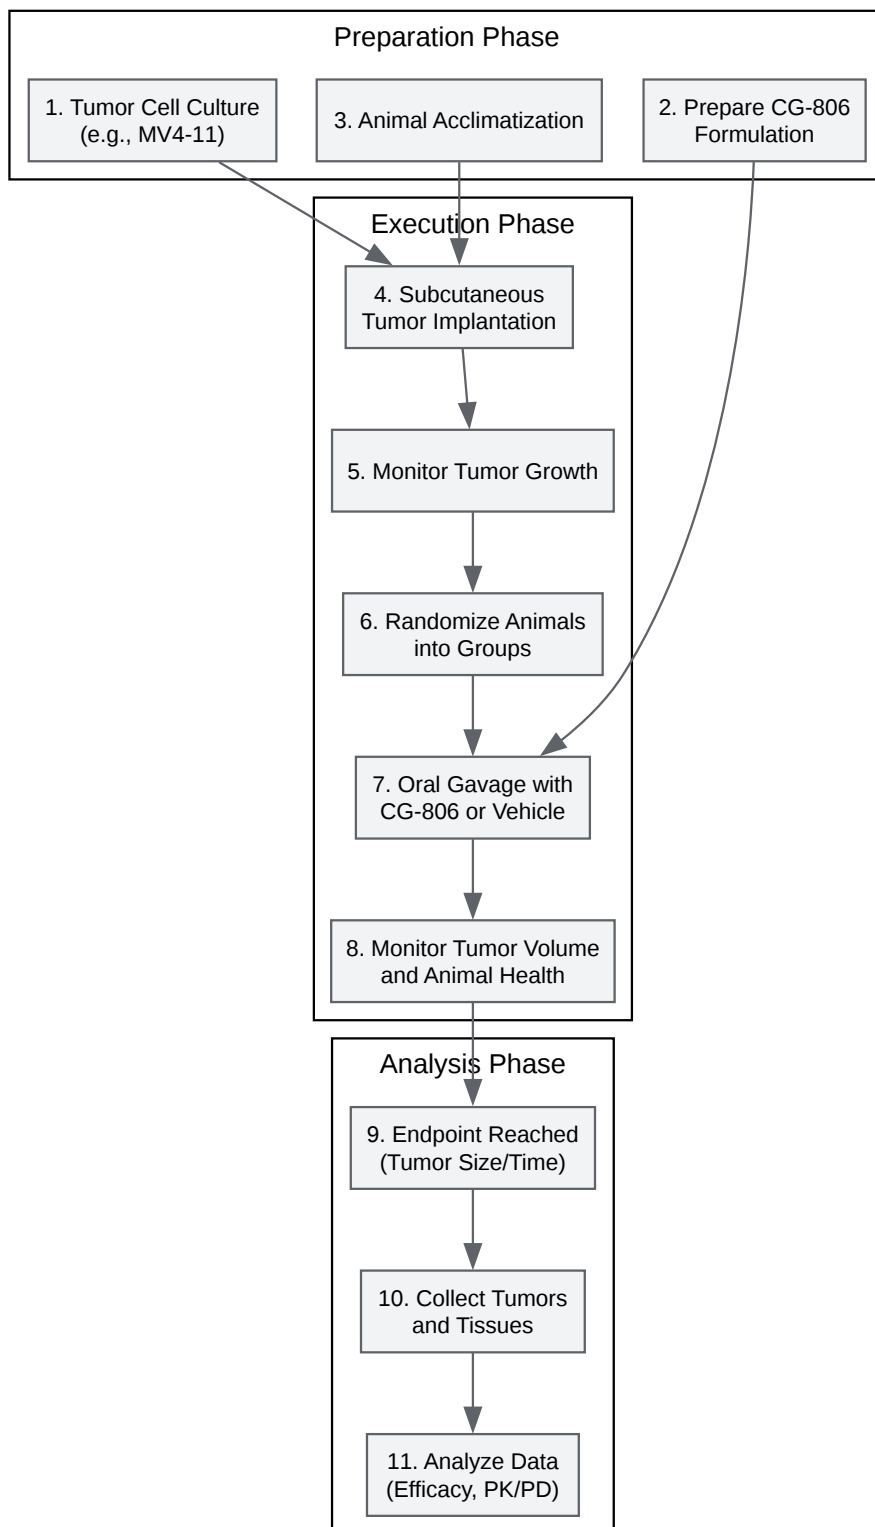 Preparation Phase
1. Tumor Cell Culture
(e.g., MV4-11)
3. Animal Acclimatization
2. Prepare CG-806
Formulation
Execution Phase
4. Subcutaneous
Tumor Implantation
5. Monitor Tumor Growth
6. Randomize Animals
into Groups
7. Oral Gavage with
CG-806 or Vehicle
8. Monitor Tumor Volume
and Animal Health
Analysis Phase
9. Endpoint Reached
(Tumor Size/Time)
10. Collect Tumors
and Tissues
11. Analyze Data
(Efficacy, PK/PD)